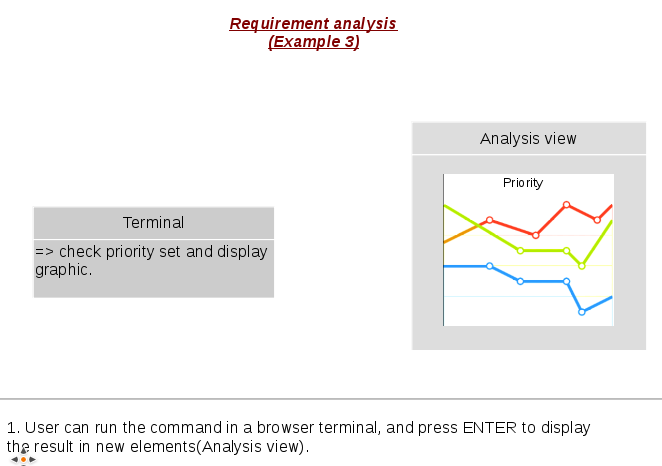 Requirement analysis
(Example 3)
Analysis view
Priority
Terminal
=> check priority set and display
graphic.
1. User can run the command in a browser terminal, and press ENTER to display
the result in new elements(Analysis view).